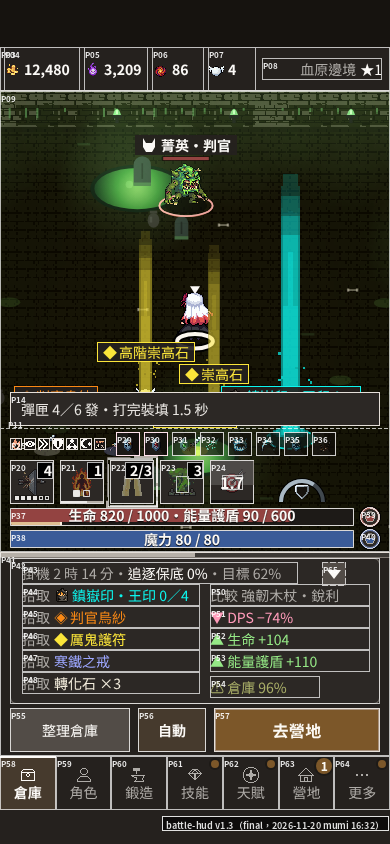 P04 12,480
P05 3,209
P06 86
P07 4
P08 血原邊境 ★1
P09
菁英・判官
◆高階崇高石
◆崇高石
P14
彈匣 4／6 發・打完裝填 1.5 秒
P11
P29 P30 P31 P32 P33 P34 P35 P36
P20 4
P21 1
P22 2/3
P23 3
P24 1.7
P37 生命 820 / 1000・能量護盾 90 / 600 P39
P38 魔力 80 / 80 P40
P41
掛機 2 時 14 分・追逐保底 0%・目標 62%
P44 拾取 鎮嶽印・王印 0／4
P50 比較 強韌木杖・銳利
P45 拾取 ◈判官烏紗
P51 DPS −74%
P46 拾取 ◆厲鬼護符
P52 生命 +104
P47 拾取 寒鐵之戒
P53 能量護盾 +110
P48 拾取 轉化石 ×3
P54 倉庫 96%
P55 整理倉庫
P56 自動
P57 去營地
P58 倉庫
P59 角色
P60 鍛造
P61 技能
P62 天賦
P63 營地 1
P64 更多
battle-hud v1.3（final，2026-11-20 mumi 16:32）